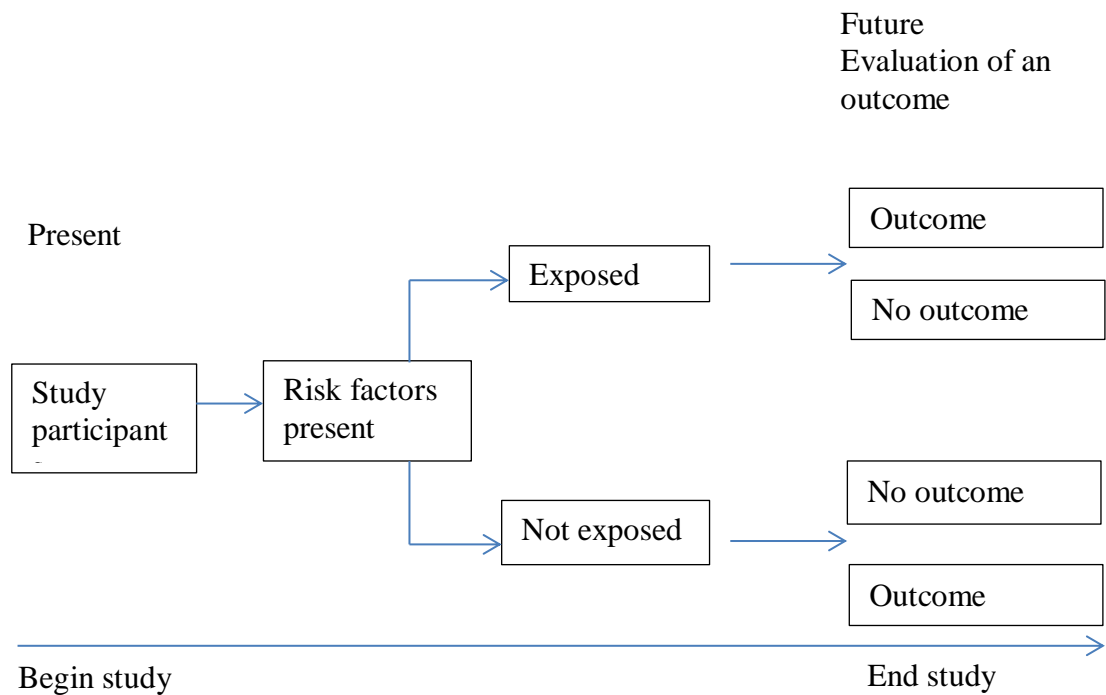 Future
Evaluation of an
outcome
Present
Outcome
Exposed
No outcome
Study
participant
Risk factors
present
No outcome
Not exposed
Outcome
Begin study
End study